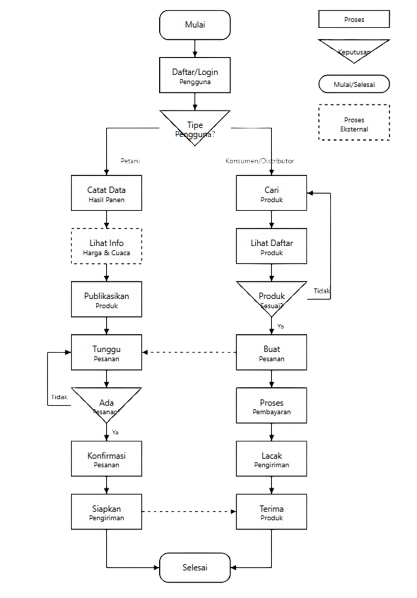 Mulai
Proses
Keputusan
Daftar/Login
Pengguna
Mulai/Selesai
Tipe
Pengguna?
Proses
Eksternal
Petani
Konsumen/Distributor
Catat Data
Hasil Panen
Cari
Produk
Lihat Info
Harga & Cuaca
Lihat Daftar
Produk
Publikasikan
Produk
Produk
Sesuai?
Tidak
Ya
Tunggu
Pesanan
Buat
Pesanan
Tidak
Ada
Pesanan?
Proses
Pembayaran
Ya
Konfirmasi
Pesanan
Lacak
Pengiriman
Siapkan
Pengiriman
Terima
Produk
Selesai